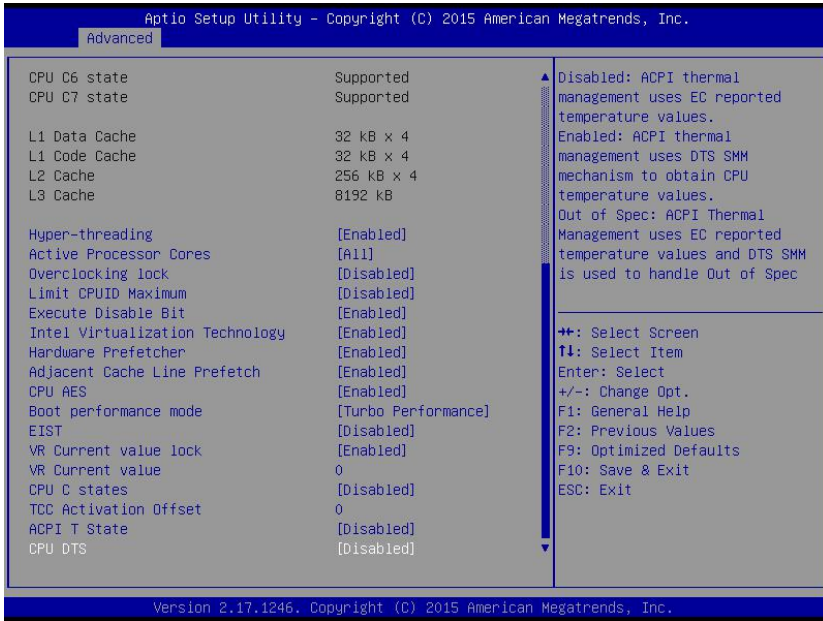 Aptio Setup Utility – Copyright (C) 2015 American Megatrends, Inc.
Advanced
CPU C6 state Supported
CPU C7 state Supported
L1 Data Cache 32 kB x 4
L1 Code Cache 32 kB x 4
L2 Cache 256 kB x 4
L3 Cache 8192 kB
Hyper-threading [Enabled]
Active Processor Cores [All]
Overclocking lock [Disabled]
Limit CPUID Maximum [Disabled]
Execute Disable Bit [Enabled]
Intel Virtualization Technology [Enabled]
Hardware Prefetcher [Enabled]
Adjacent Cache Line Prefetch [Enabled]
CPU AES [Enabled]
Boot performance mode [Turbo Performance]
EIST [Disabled]
VR Current value lock [Enabled]
VR Current value 0
CPU C states [Disabled]
TCC Activation Offset 0
ACPI T State [Disabled]
CPU DTS [Disabled]
Disabled: ACPI thermal
management uses EC reported
temperature values.
Enabled: ACPI thermal
management uses DTS SMM
mechanism to obtain CPU
temperature values.
Out of Spec: ACPI Thermal
Management uses EC reported
temperature values and DTS SMM
is used to handle Out of Spec
→←: Select Screen
↑↓: Select Item
Enter: Select
+/-: Change Opt.
F1: General Help
F2: Previous Values
F9: Optimized Defaults
F10: Save & Exit
ESC: Exit
Version 2.17.1246. Copyright (C) 2015 American Megatrends, Inc.